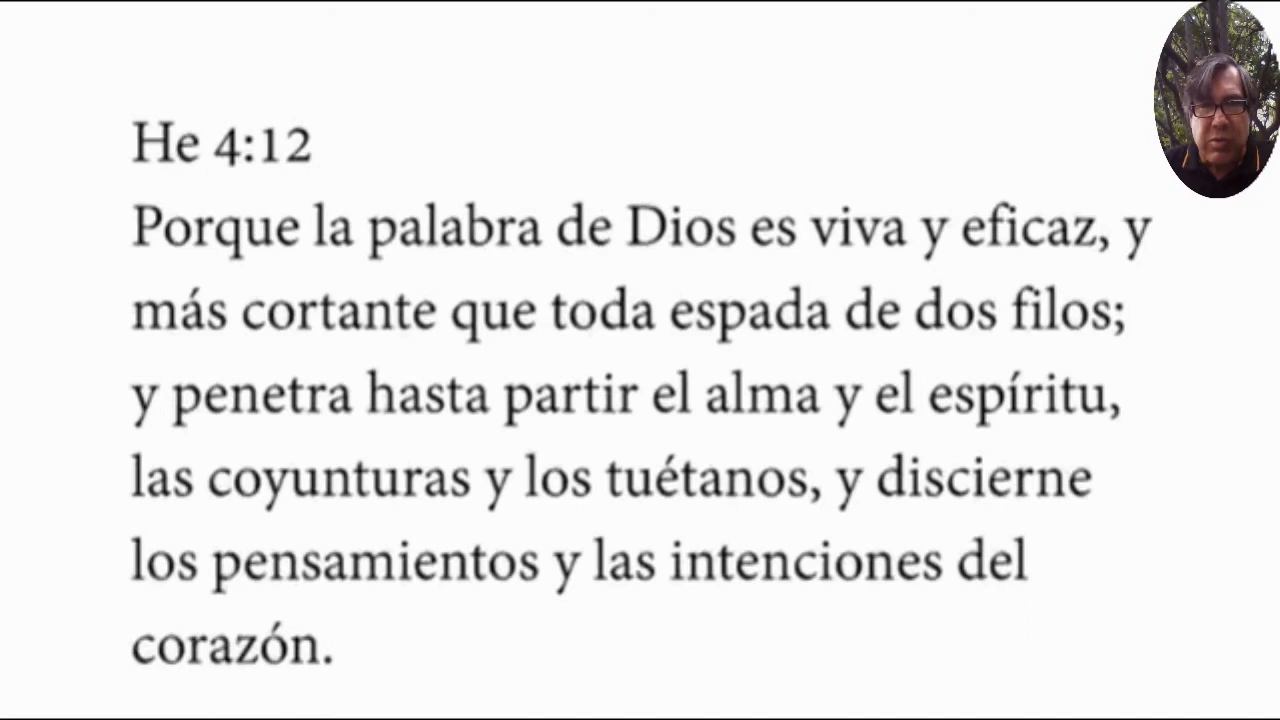 He 4:12
Porque la palabra de Dios es viva y eficaz, y
más cortante que toda espada de dos filos;
y penetra hasta partir el alma y el espíritu,
las coyunturas y los tuétanos, y discierne
los pensamientos y las intenciones del
corazón.